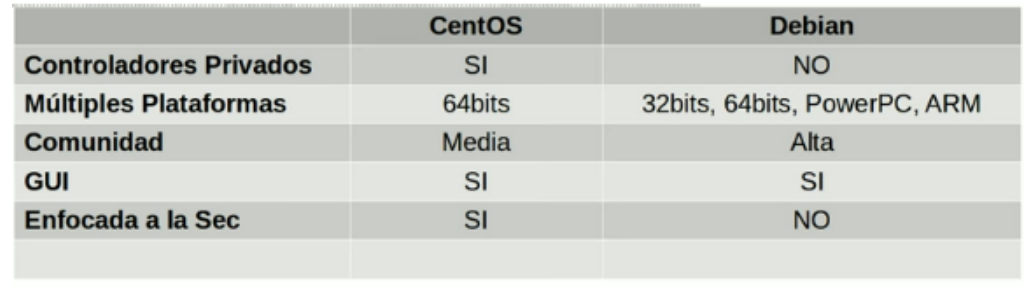 CentOS Debian
Controladores Privados SI NO
Múltiples Plataformas 64bits 32bits, 64bits, PowerPC, ARM
Comunidad Media Alta
GUI SI SI
Enfocada a la Sec SI NO